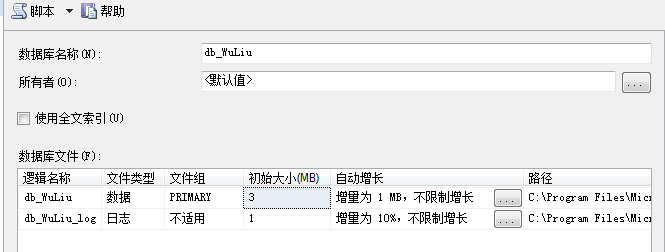 脚本 帮助
数据库名称(N): db_WuLiu
所有者(O): <默认值> ...
使用全文索引(U)
数据库文件(F):
逻辑名称 文件类型 文件组 初始大小(MB) 自动增长 路径
db_WuLiu 数据 PRIMARY 3 增量为 1 MB，不限制增长 ... C:\Program Files\Micr
db_WuLiu_log 日志 不适用 1 增量为 10%，不限制增长 ... C:\Program Files\Micr